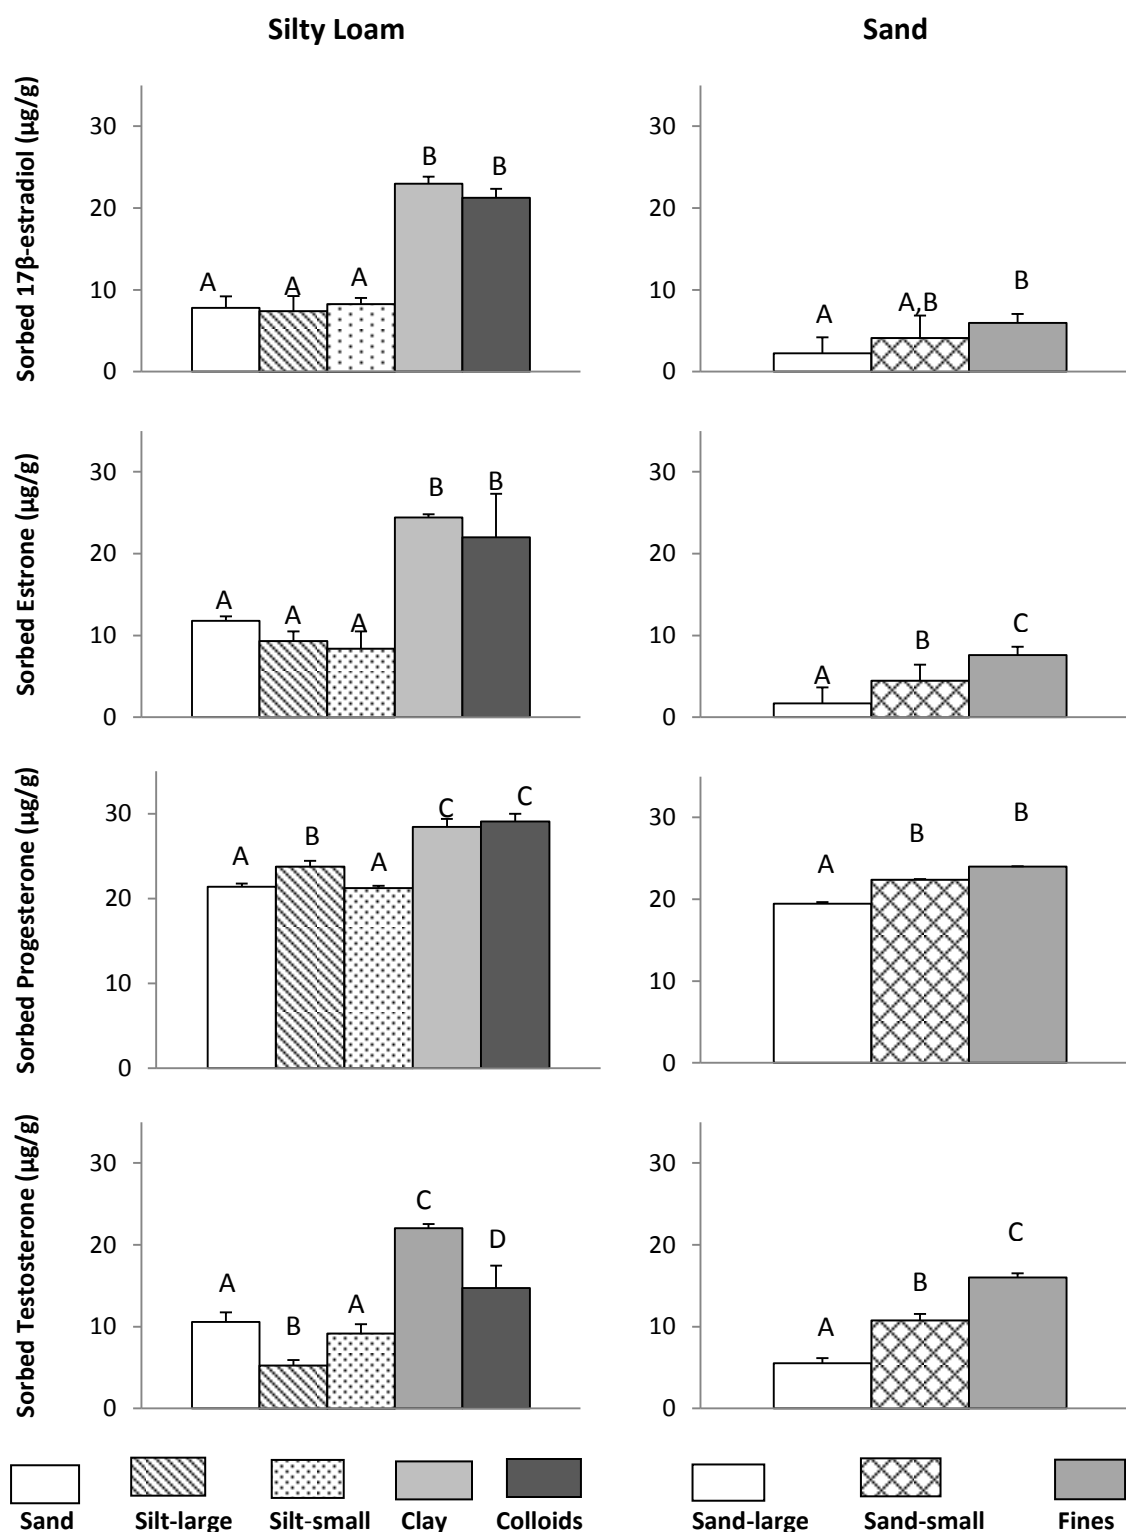 Silty Loam
Sand
Sorbed 17β-estradiol (µg/g)
30
20
10
0
A
A
A
B
B
30
20
10
0
A
A,B
B
Sorbed Estrone (µg/g)
30
20
10
0
A
A
A
B
B
30
20
10
0
A
B
C
Sorbed Progesterone (µg/g)
30
20
10
0
A
B
A
C
C
30
20
10
0
A
B
B
Sorbed Testosterone (µg/g)
30
20
10
0
A
B
A
C
D
30
20
10
0
A
B
C
Sand
Silt-large
Silt-small
Clay
Colloids
Sand-large
Sand-small
Fines